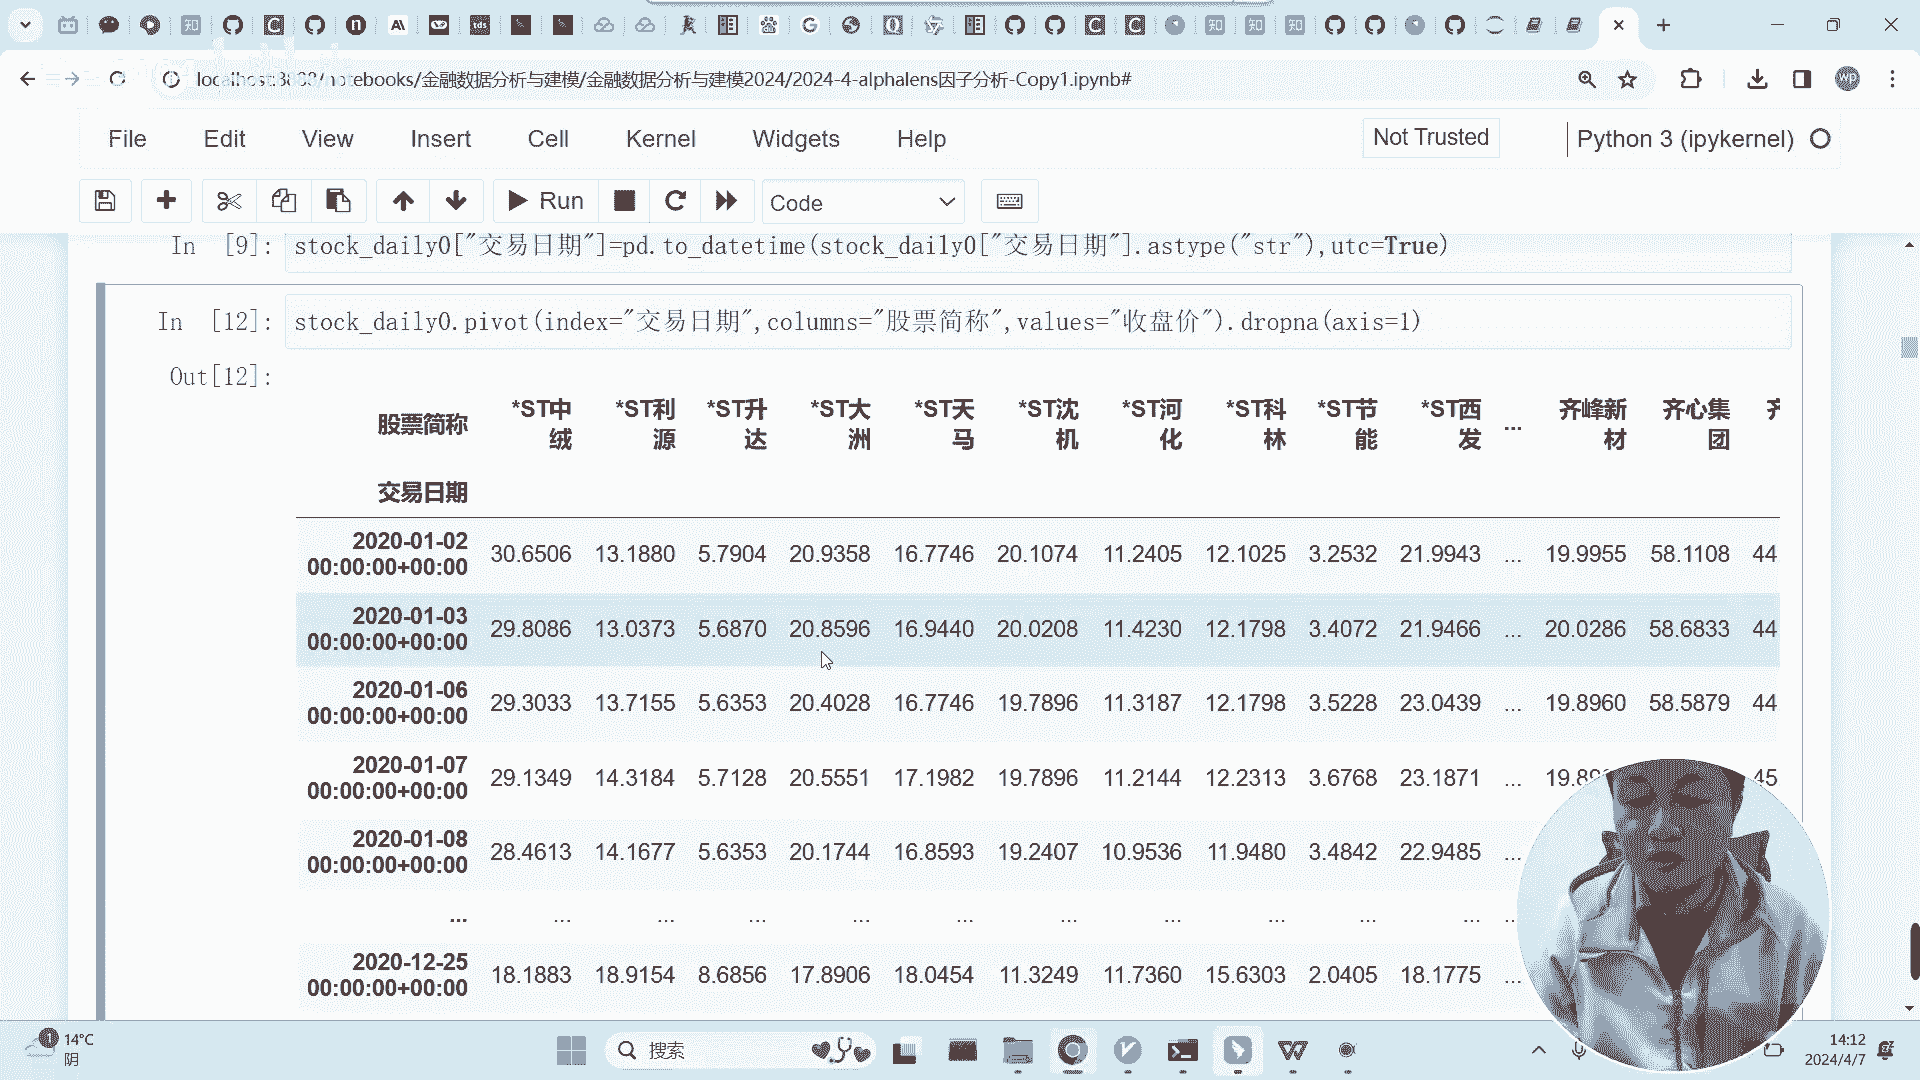 localhost:8888/notebooks/金融数据分析与建模/金融数据分析与建模2024/2024-4-alphalens因子分析-Copy1.ipynb#
wp
File Edit View Insert Cell Kernel Widgets Help Not Trusted Python 3 (ipykernel)
Run Code
In [9]: stock_daily0["交易日期"]=pd.to_datetime(stock_daily0["交易日期"].astype("str"),utc=True)
In [12]: stock_daily0.pivot(index="交易日期",columns="股票简称",values="收盘价").dropna(axis=1)
Out[12]:
股票简称 *ST中绒 *ST利源 *ST升达 *ST大洲 *ST天马 *ST沈机 *ST河化 *ST科林 *ST节能 *ST西发 ... 齐峰新材 齐心集团
交易日期
2020-01-02 00:00:00+00:00 30.6506 13.1880 5.7904 20.9358 16.7746 20.1074 11.2405 12.1025 3.2532 21.9943 ... 19.9955 58.1108 44
2020-01-03 00:00:00+00:00 29.8086 13.0373 5.6870 20.8596 16.9440 20.0208 11.4230 12.1798 3.4072 21.9466 ... 20.0286 58.6833 44
2020-01-06 00:00:00+00:00 29.3033 13.7155 5.6353 20.4028 16.7746 19.7896 11.3187 12.1798 3.5228 23.0439 ... 19.8960 58.5879 44
2020-01-07 00:00:00+00:00 29.1349 14.3184 5.7128 20.5551 17.1982 19.7896 11.2144 12.2313 3.6768 23.1871 ... 45
2020-01-08 00:00:00+00:00 28.4613 14.1677 5.6353 20.1744 16.8593 19.2407 10.9536 11.9480 3.4842 22.9485 ...
... ... ... ... ... ... ... ... ... ... ... ...
2020-12-25 00:00:00+00:00 18.1883 18.9154 8.6856 17.8906 18.0454 11.3249 11.7360 15.6303 2.0405 18.1775 ...
1 14°C
阴
搜索
14:12
2024/4/7